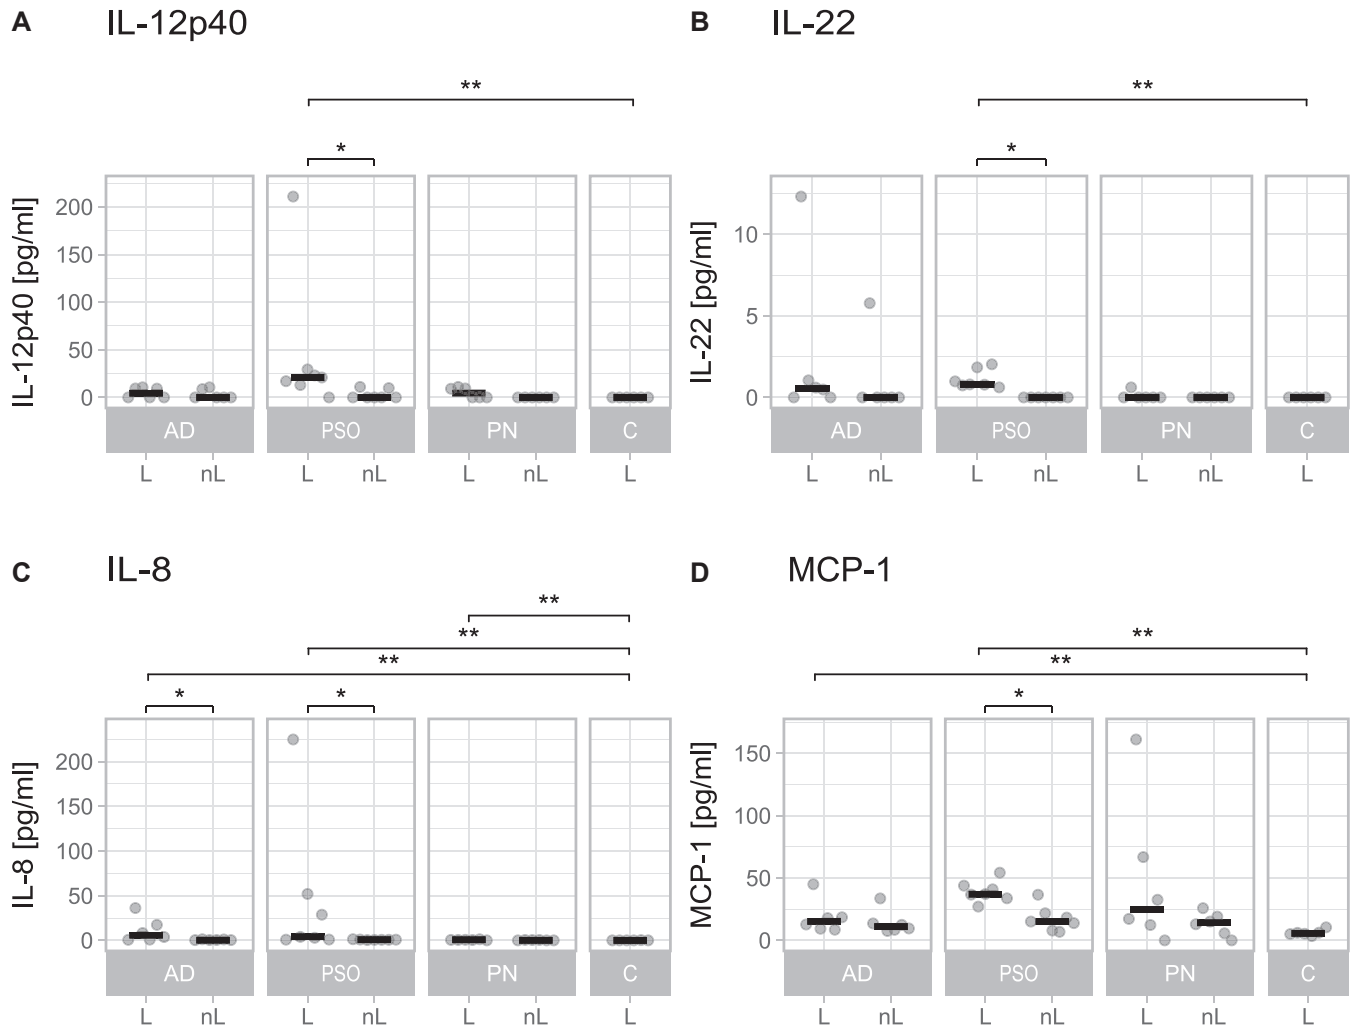 A IL-12p40
**
*
IL-12p40 [pg/ml]
200
150
100
50
0
AD PSO PN C
L nL L nL L nL L
B IL-22
**
*
IL-22 [pg/ml]
10
5
0
AD PSO PN C
L nL L nL L nL L
C IL-8
**
**
**
* *
IL-8 [pg/ml]
200
150
100
50
0
AD PSO PN C
L nL L nL L nL L
D MCP-1
**
**
*
MCP-1 [pg/ml]
150
100
50
0
AD PSO PN C
L nL L nL L nL L